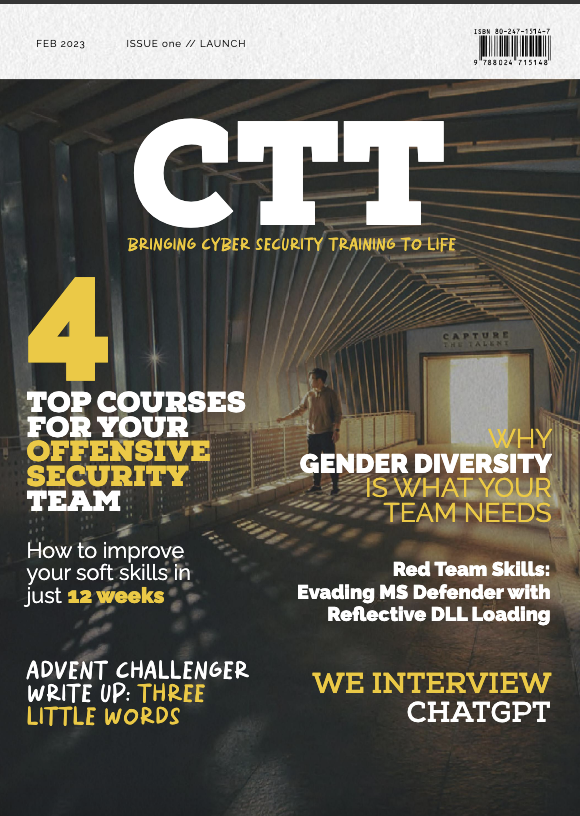 FEB 2023
ISSUE one // LAUNCH
ISBN 80-247-1514-7
9 788024 715148
CTT
BRINGING CYBER SECURITY TRAINING TO LIFE
CAPTURE
THE TALENT
4
TOP COURSES
FOR YOUR
OFFENSIVE
SECURITY
TEAM
How to improve
your soft skills in
just 12 weeks
ADVENT CHALLENGER
WRITE UP: THREE
LITTLE WORDS
WHY
GENDER DIVERSITY
IS WHAT YOUR
TEAM NEEDS
Red Team Skills:
Evading MS Defender with
Reflective DLL Loading
WE INTERVIEW
CHATGPT